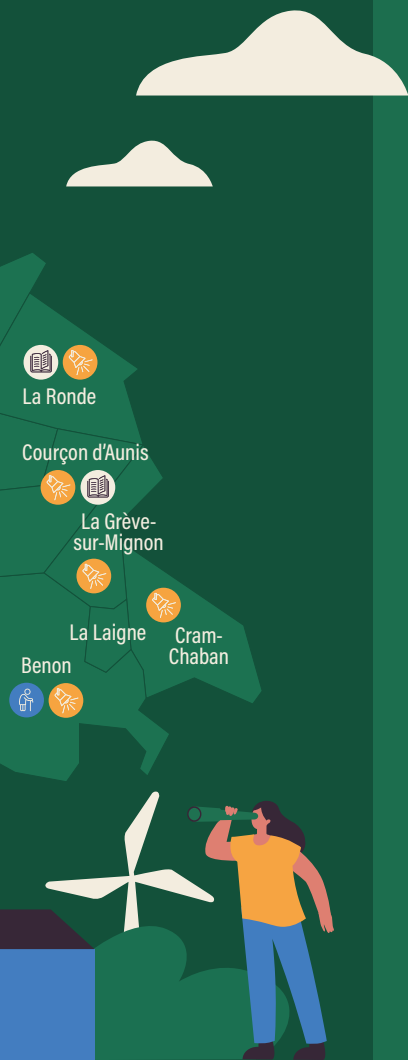 La Ronde
Courçon d'Aunis
La Grève-
sur-Mignon
La Laigne
Cram-
Chaban
Benon